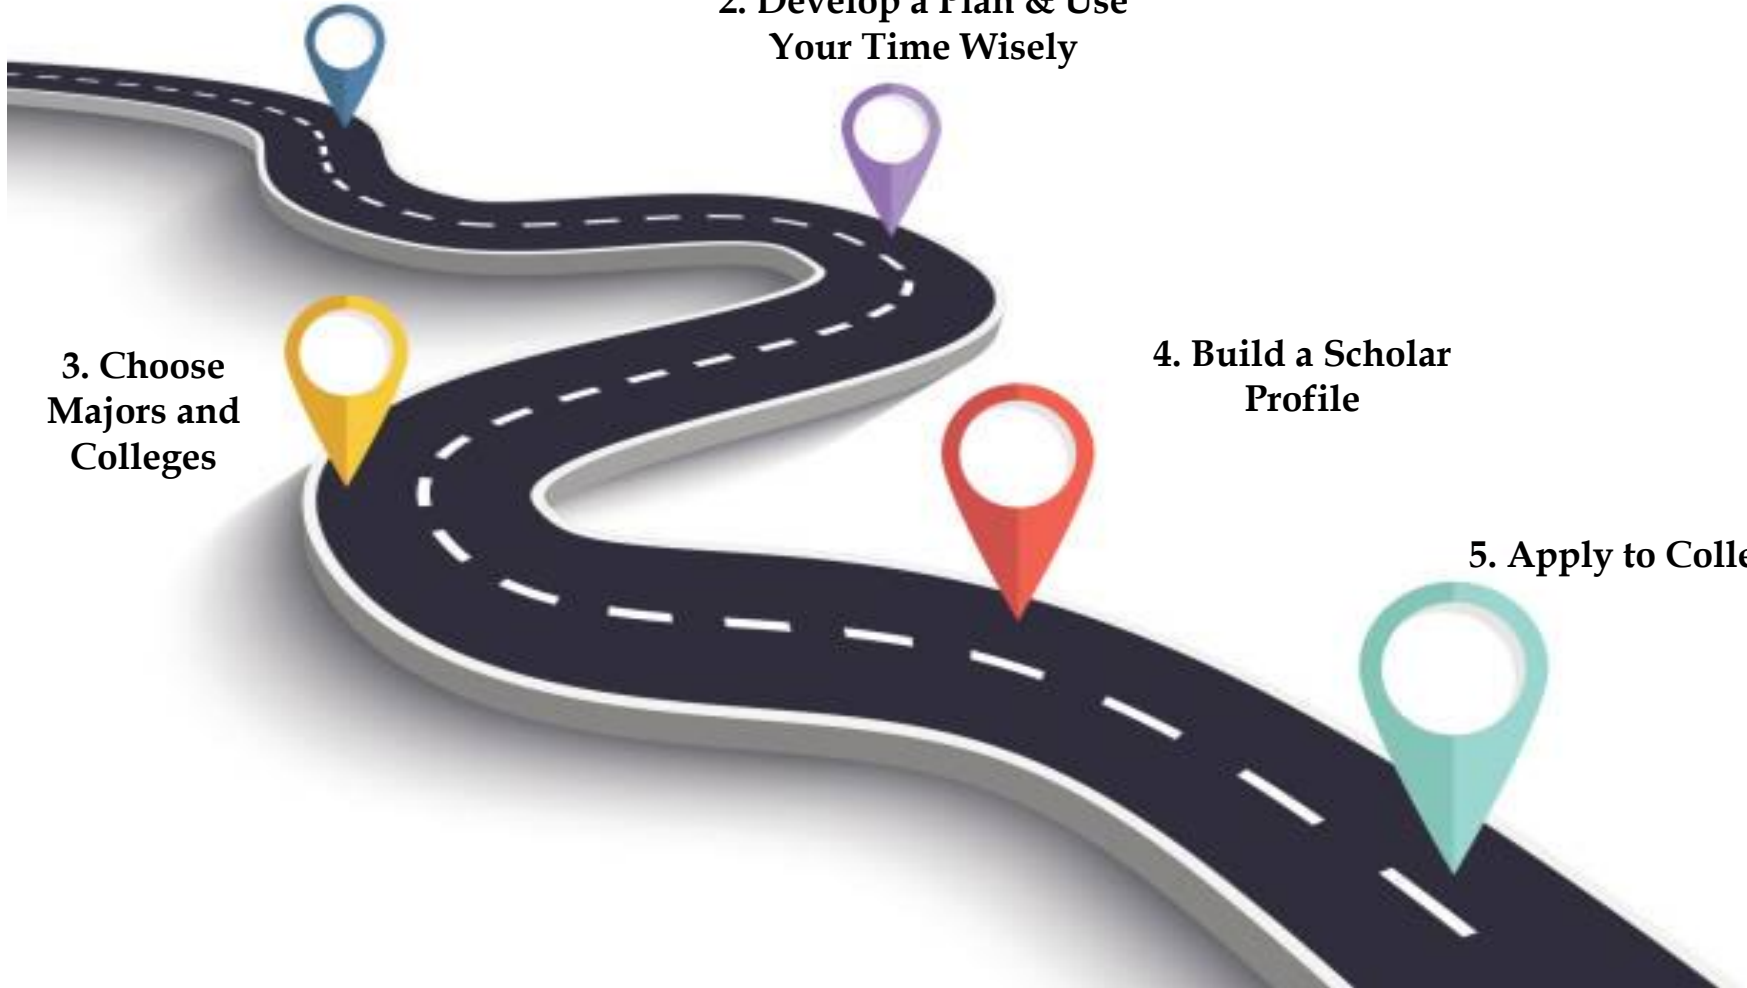 2. Develop a Plan & Use
Your Time Wisely
3. Choose
Majors and
Colleges
4. Build a Scholar
Profile
5. Apply to Colle